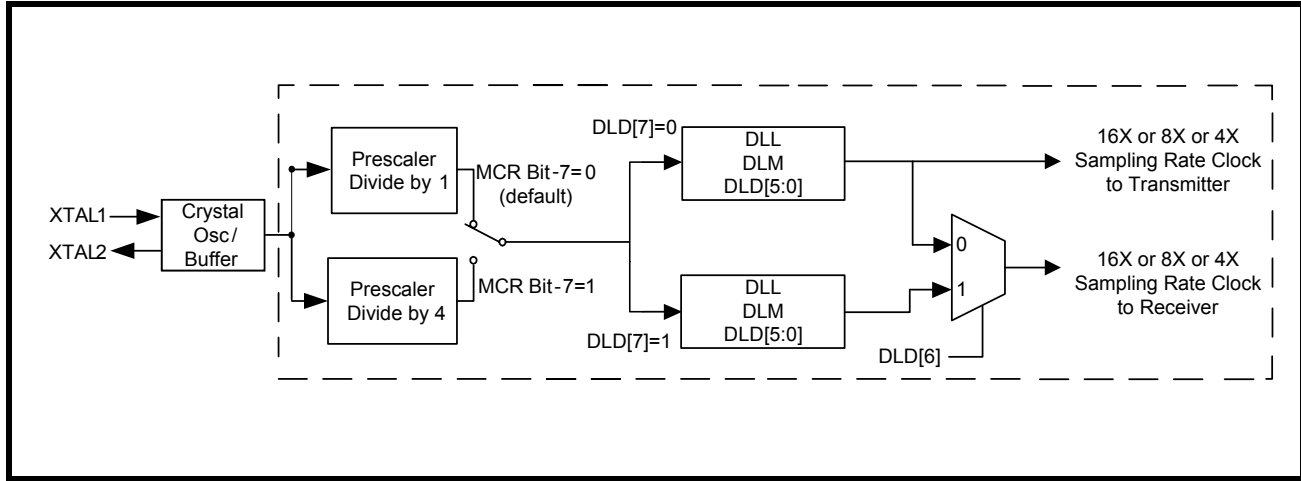 XTAL1
XTAL2
Crystal
Osc/
Buffer
Prescaler
Divide by 1
Prescaler
Divide by 4
MCR Bit-7=0
(default)
MCR Bit-7=1
DLD[7]=0
DLL
DLM
DLD[5:0]
DLD[7]=1
DLL
DLM
DLD[5:0]
0
1
DLD[6]
16X or 8X or 4X
Sampling Rate Clock
to Transmitter
16X or 8X or 4X
Sampling Rate Clock
to Receiver